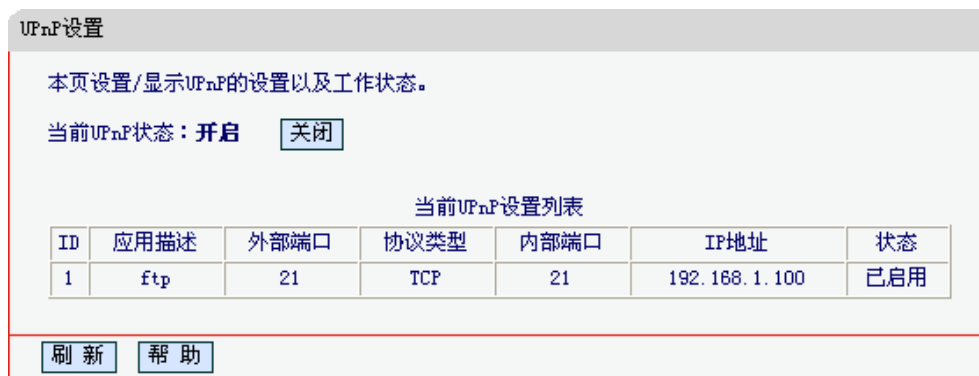 UPnP设置
本页设置/显示UPnP的设置以及工作状态。
当前UPnP状态：开启 关闭
当前UPnP设置列表
ID 应用描述 外部端口 协议类型 内部端口 IP地址 状态
1 ftp 21 TCP 21 192.168.1.100 已启用
刷 新 帮 助